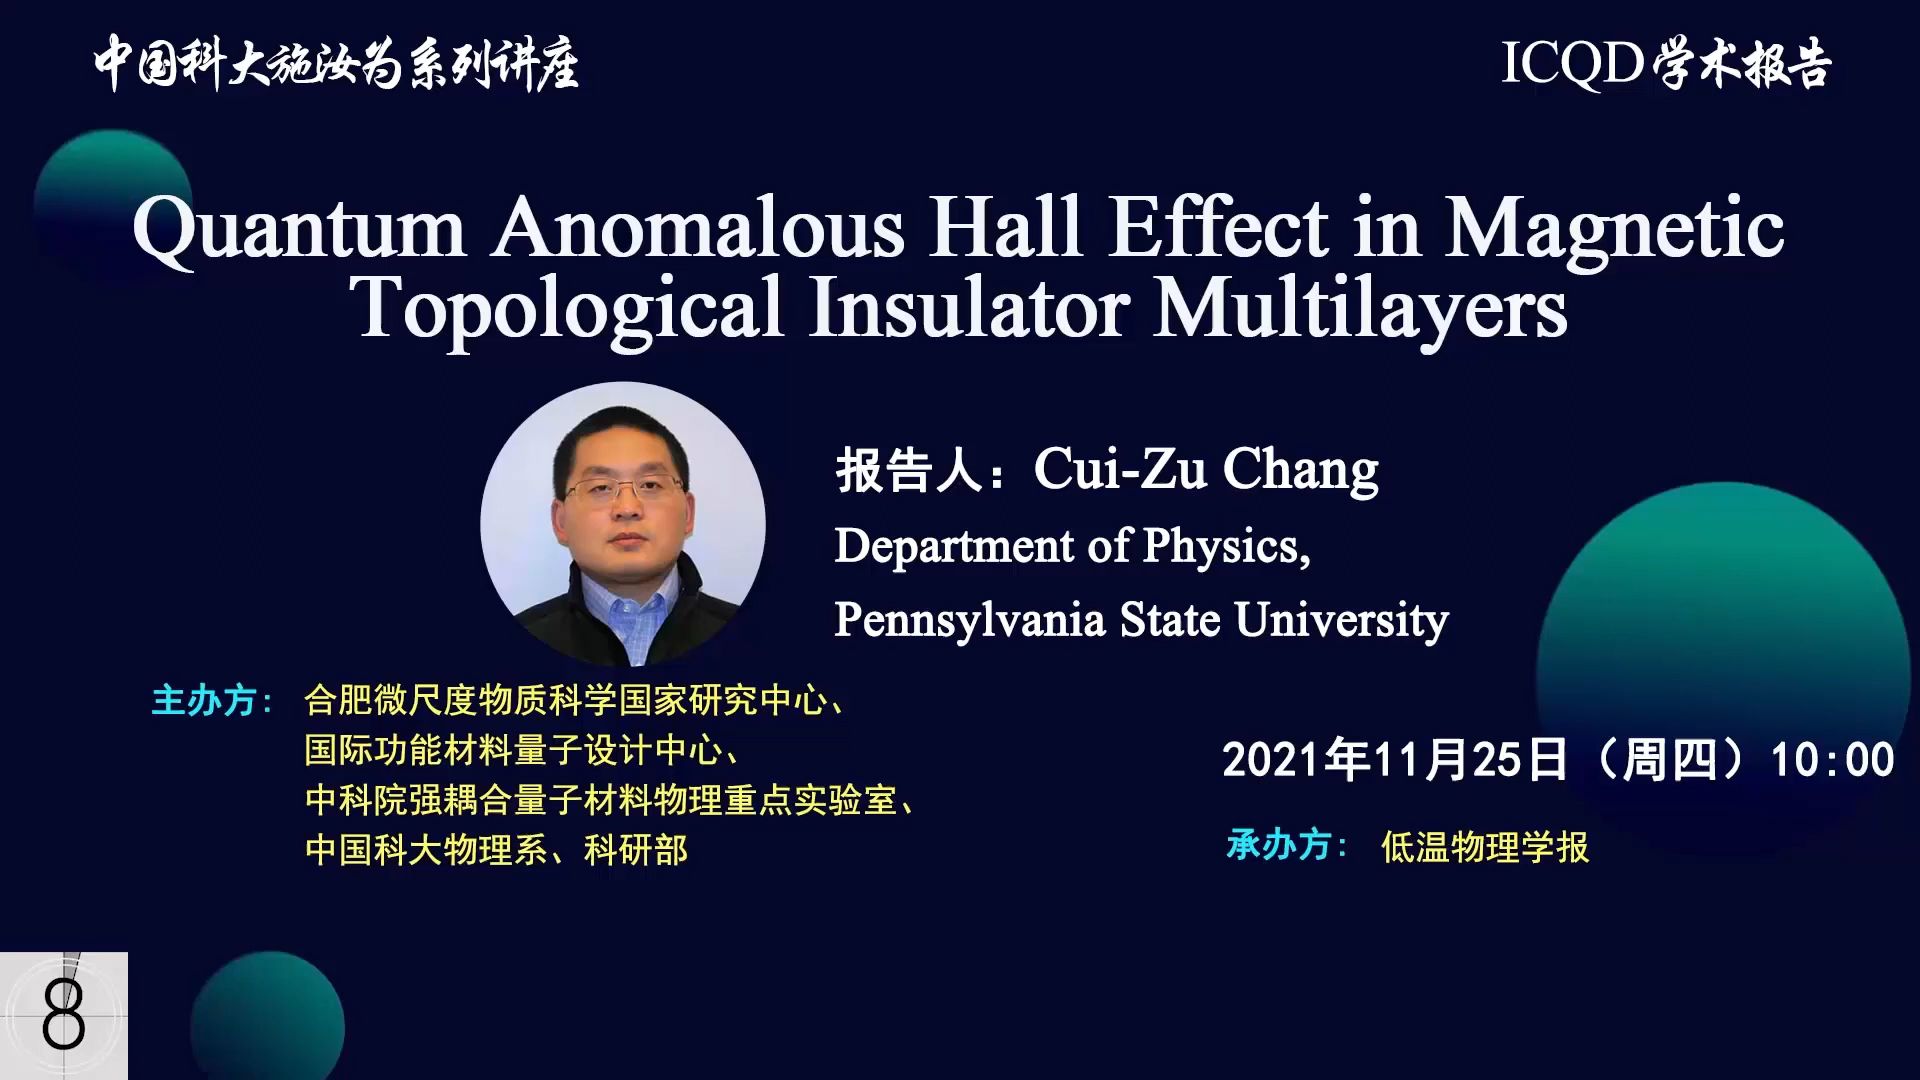 中国科大施汝为系列讲座
ICQD学术报告
Quantum Anomalous Hall Effect in Magnetic
Topological Insulator Multilayers
报告人：Cui-Zu Chang
Department of Physics,
Pennsylvania State University
主办方： 合肥微尺度物质科学国家研究中心、
国际功能材料量子设计中心、
中科院强耦合量子材料物理重点实验室、
中国科大物理系、科研部
2021年11月25日（周四）10:00
承办方： 低温物理学报
8